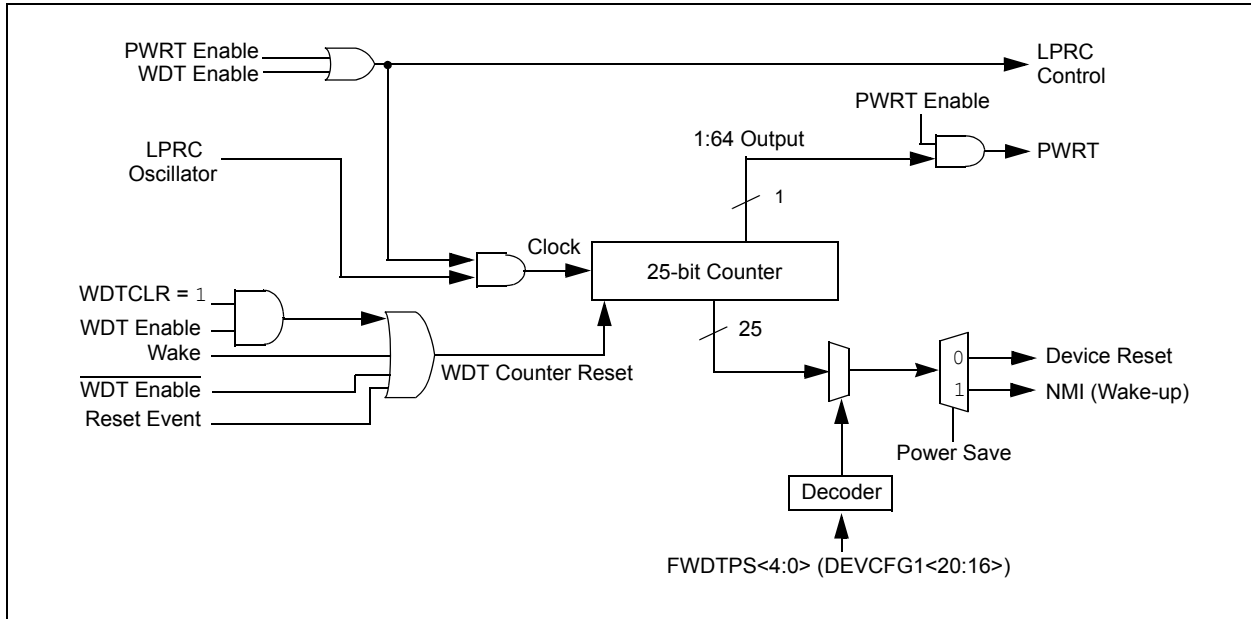 PWRT Enable
WDT Enable
LPRC
Control
PWRT Enable
LPRC
Oscillator
1:64 Output
PWRT
1
Clock
25-bit Counter
WDTCLR = 1
WDT Enable
Wake
25
WDT Enable
Reset Event
WDT Counter Reset
0
Device Reset
1
NMI (Wake-up)
Power Save
Decoder
FWDTPS<4:0> (DEVCFG1<20:16>)